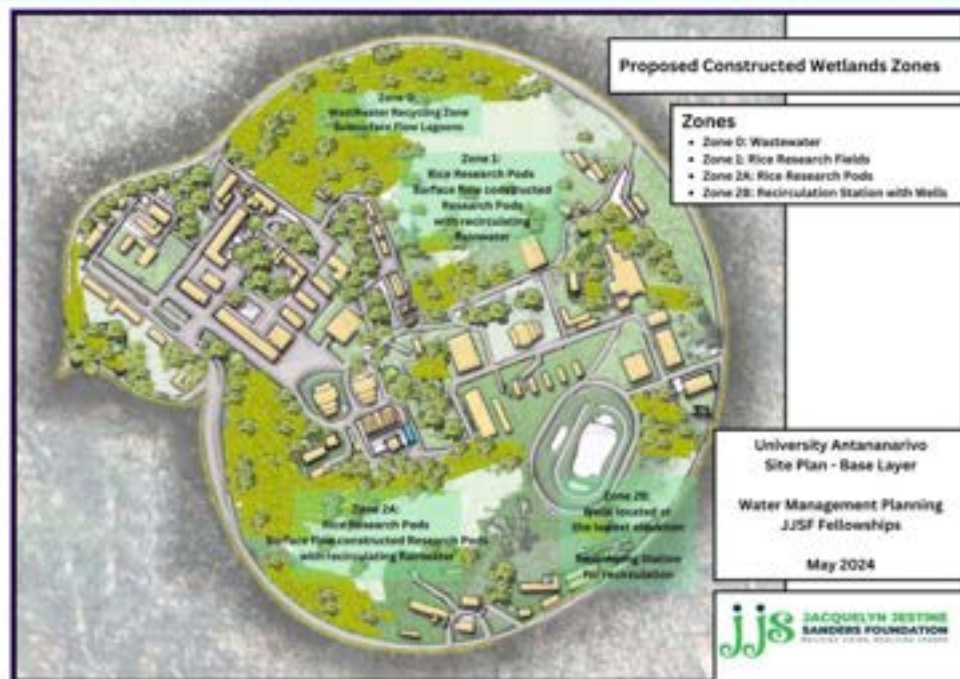 Proposed Constructed Wetlands Zones
Zones
• Zone 0: Wastewater
• Zone 1: Rice Research Fields
• Zone 2A: Rice Research Pods
• Zone 2B: Recirculation Station with Wells
Zone 0:
Wastewater Recycling Zone
Subsurface Flow Lagoons
Zone 1:
Rice Research Pods
Surface flow constructed
Research Pods
with recirculating
Rainwater
Zone 2A:
Rice Research Pods
Surface Flow constructed Research Pods
with recirculating Rainwater
Zone 2B:
Wells located at
the lowest elevation
Station
for recirculation
University Antananarivo
Site Plan - Base Layer
Water Management Planning
JJSF Fellowships
May 2024
jjs
JACQUELYN JESTINE
SANDERS FOUNDATION